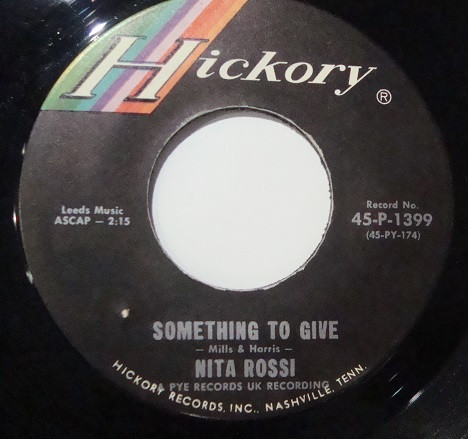 Hickory ®
Leeds Music
ASCAP — 2:15
Record No.
45-P-1399
(45-PY-174)
SOMETHING TO GIVE
— Mills & Harris —
NITA ROSSI
A PYE RECORDS UK RECORDING
HICKORY RECORDS, INC., NASHVILLE, TENN.